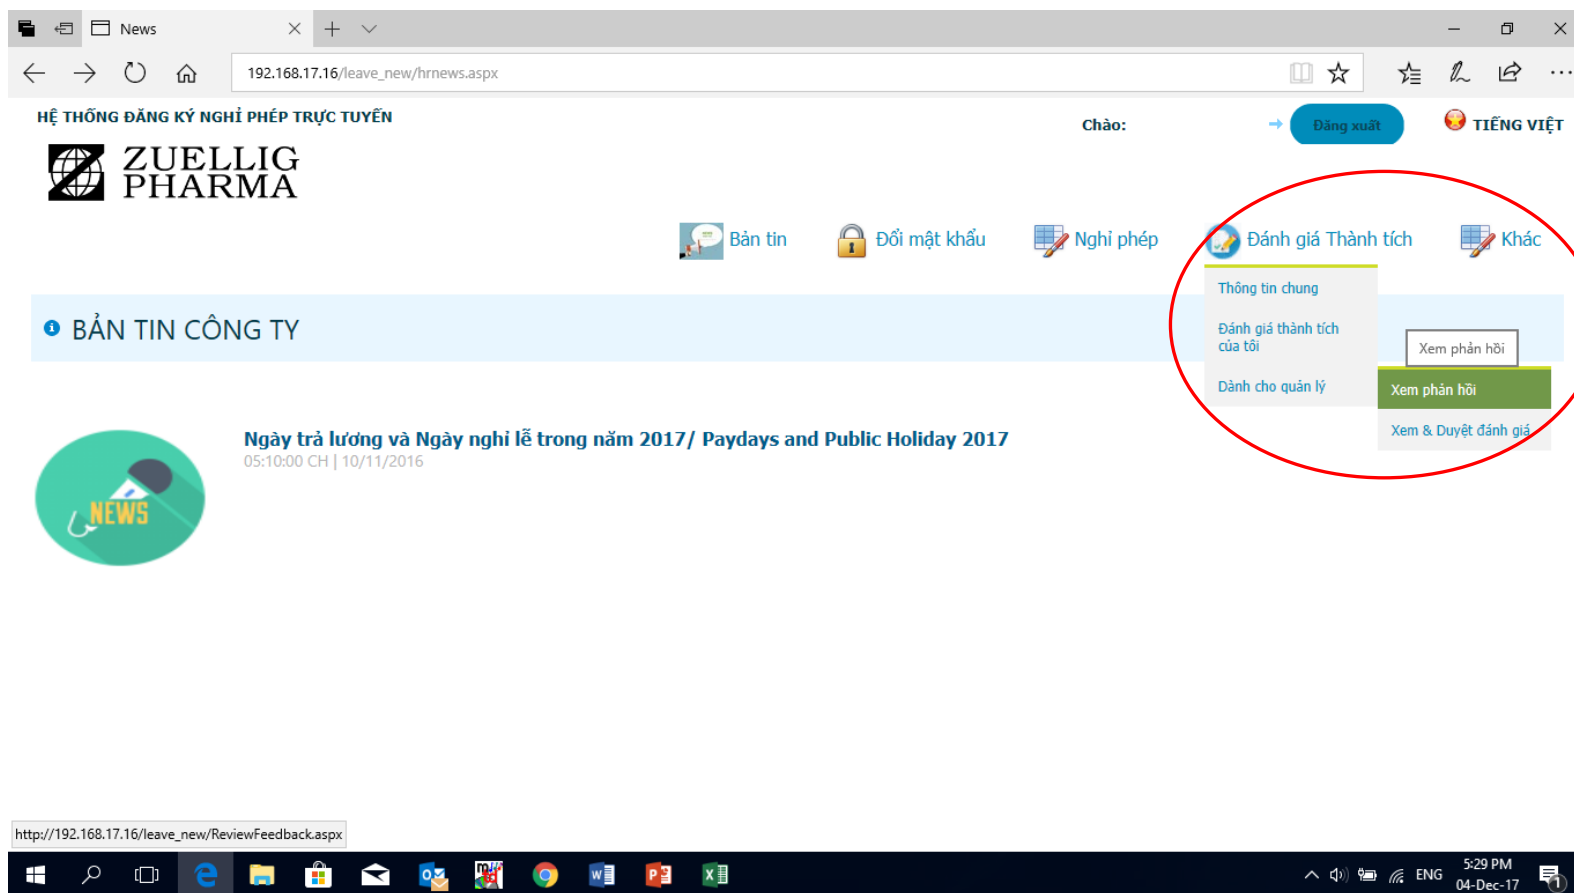 News
192.168.17.16/leave_new/hrnews.aspx
HỆ THỐNG ĐĂNG KÝ NGHỈ PHÉP TRỰC TUYẾN
Chào:
Đăng xuất
TIẾNG VIỆT
ZUELLIG
PHARMA
Bản tin
Đổi mật khẩu
Nghỉ phép
Đánh giá Thành tích
Khác
Thông tin chung
Đánh giá thành tích
của tôi
Dành cho quản lý
Xem phản hồi
Xem phản hồi
Xem & Duyệt đánh giá
BẢN TIN CÔNG TY
NEWS
Ngày trả lương và Ngày nghỉ lễ trong năm 2017/ Paydays and Public Holiday 2017
05:10:00 CH | 10/11/2016
http://192.168.17.16/leave_new/ReviewFeedback.aspx
ENG
5:29 PM
04-Dec-17
1